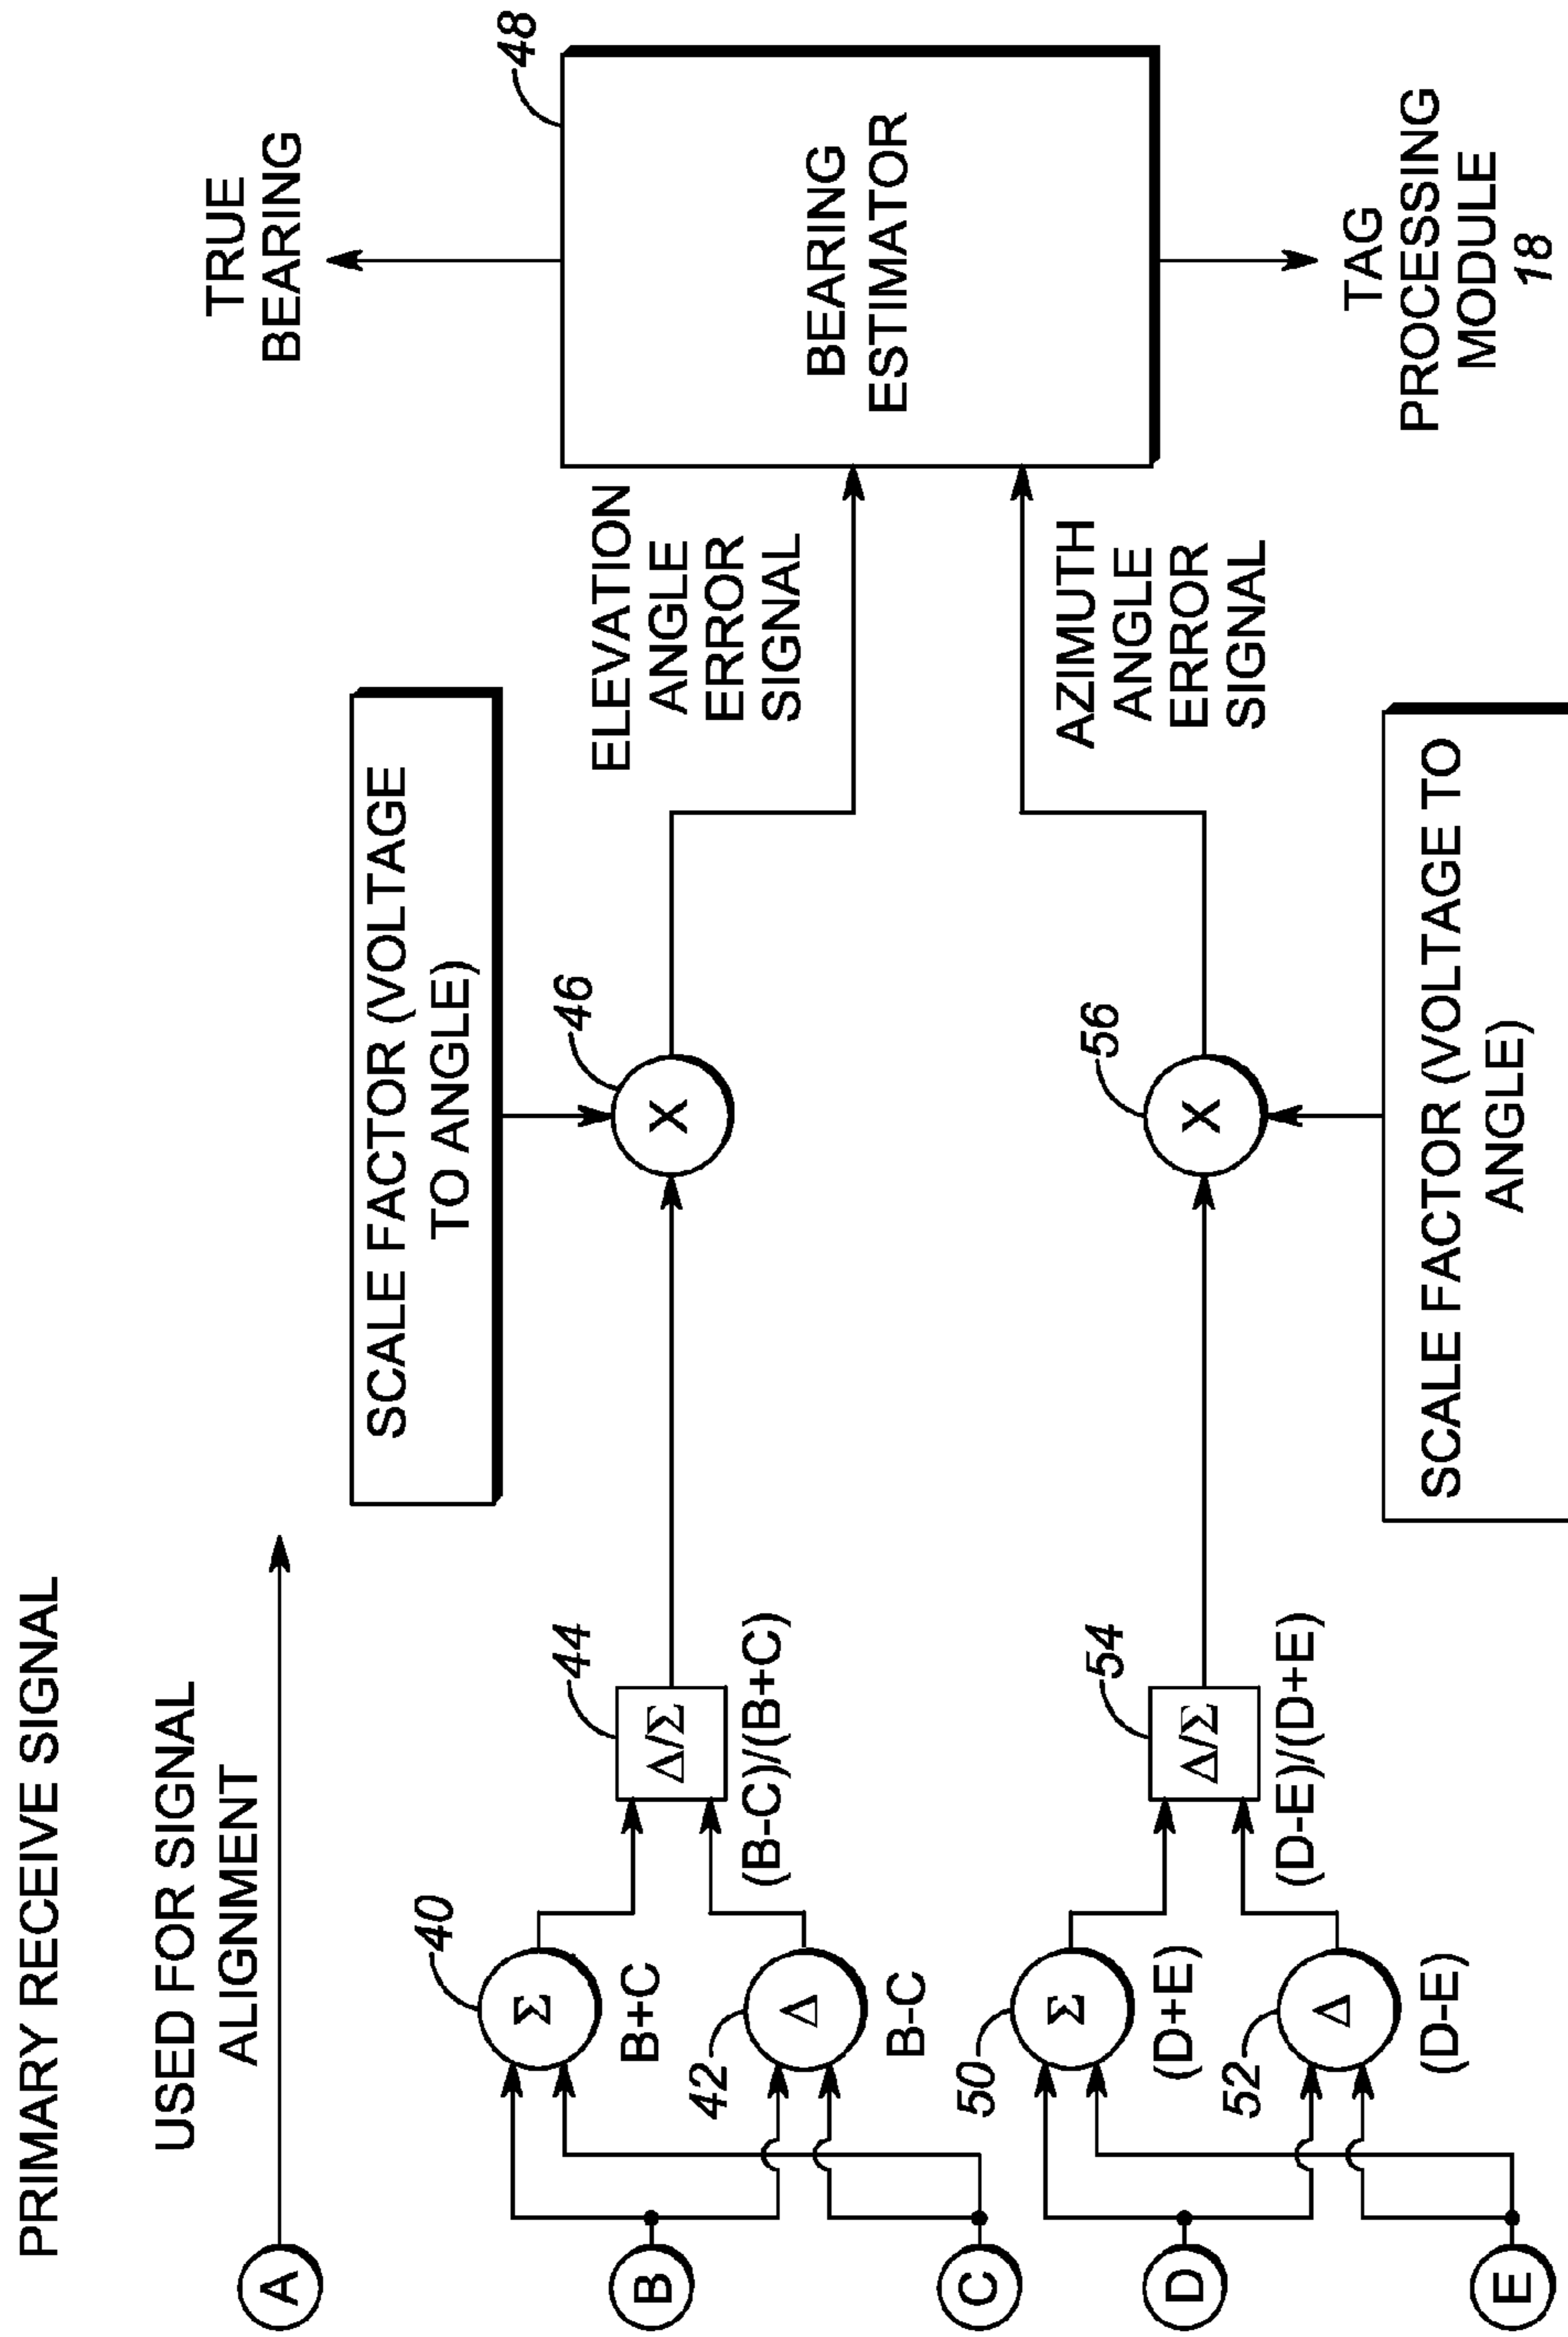 PRIMARY RECEIVE SIGNAL
USED FOR SIGNAL
ALIGNMENT
A
SCALE FACTOR (VOLTAGE
TO ANGLE)
TRUE
BEARING
40
Σ
B+C
44
Δ/Σ
(B-C)/(B+C)
46
X
ELEVATION
ANGLE
ERROR
SIGNAL
48
BEARING
ESTIMATOR
B
42
Δ
B-C
C
50
Σ
(D+E)
54
Δ/Σ
(D-E)/(D+E)
56
X
AZIMUTH
ANGLE
ERROR
SIGNAL
D
52
Δ
(D-E)
E
SCALE FACTOR (VOLTAGE TO
ANGLE)
TAG
PROCESSING
MODULE
18